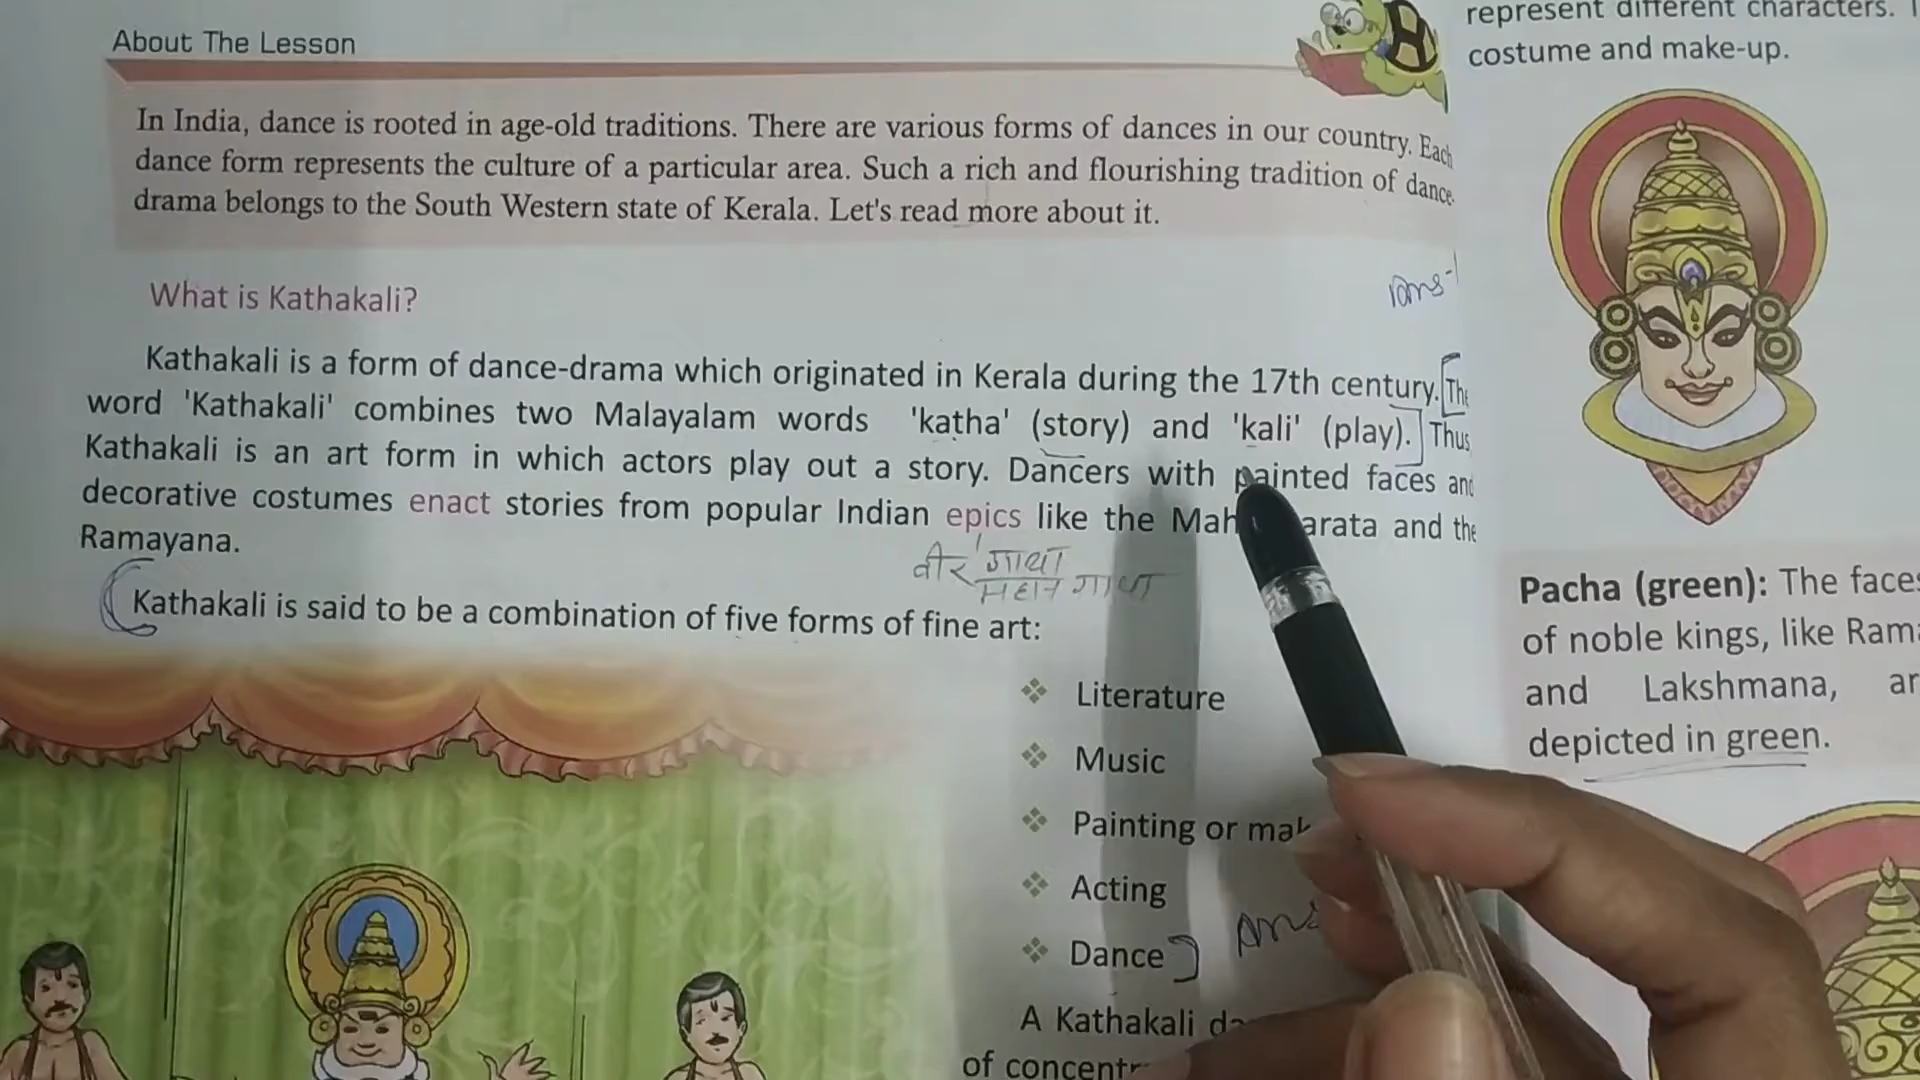 About The Lesson
In India, dance is rooted in age-old traditions. There are various forms of dances in our country. Each
dance form represents the culture of a particular area. Such a rich and flourishing tradition of dance-
drama belongs to the South Western state of Kerala. Let's read more about it.
What is Kathakali?
ans-1
Kathakali is a form of dance-drama which originated in Kerala during the 17th century. The
word 'Kathakali' combines two Malayalam words 'katha' (story) and 'kali' (play). Thus
Kathakali is an art form in which actors play out a story. Dancers with painted faces and
decorative costumes enact stories from popular Indian epics like the Mah arata and the
Ramayana.
वीर गाथा
महान गाथा
Kathakali is said to be a combination of five forms of fine art:
Literature
Music
Painting or mak
Acting
Dance
Ans
A Kathakali da
of concentr
represent different characters. T
costume and make-up.
Pacha (green): The faces
of noble kings, like Rama
and Lakshmana, ar
depicted in green.